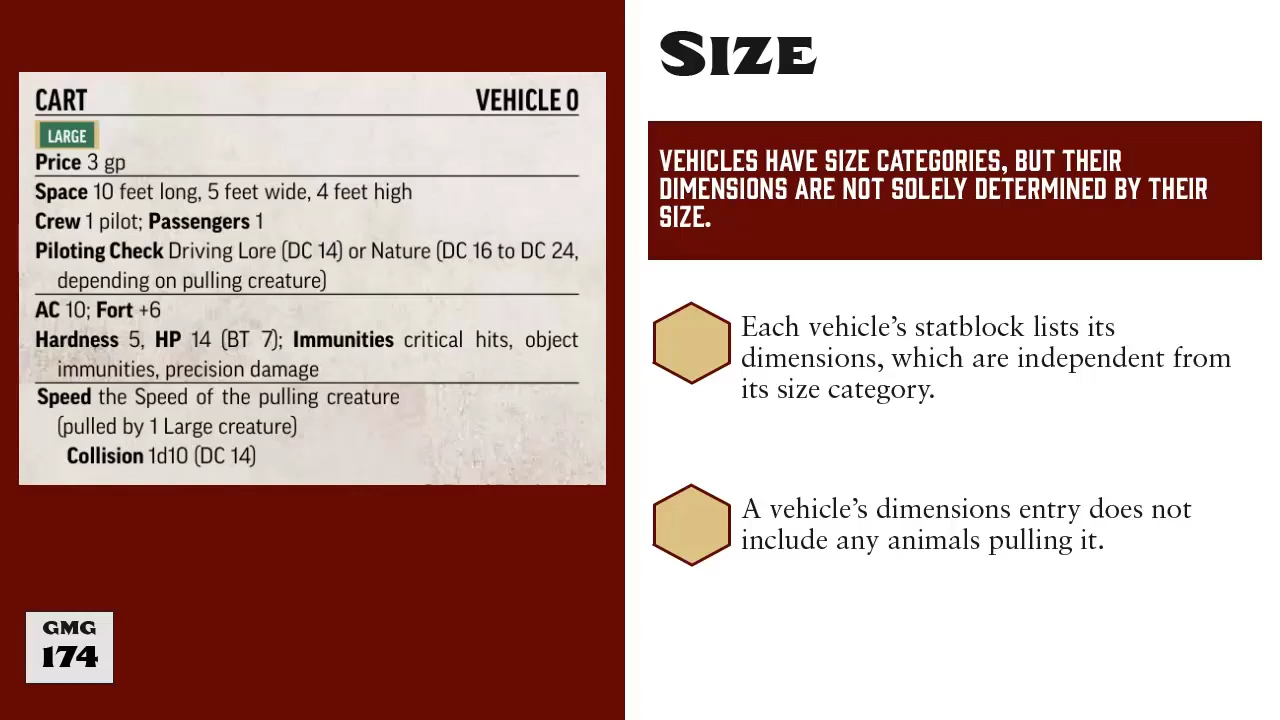 CART VEHICLE 0
LARGE
Price 3 gp
Space 10 feet long, 5 feet wide, 4 feet high
Crew 1 pilot; Passengers 1
Piloting Check Driving Lore (DC 14) or Nature (DC 16 to DC 24,
depending on pulling creature)
AC 10; Fort +6
Hardness 5, HP 14 (BT 7); Immunities critical hits, object
immunities, precision damage
Speed the Speed of the pulling creature
(pulled by 1 Large creature)
Collision 1d10 (DC 14)
GMG
174
SIZE
VEHICLES HAVE SIZE CATEGORIES, BUT THEIR
DIMENSIONS ARE NOT SOLELY DETERMINED BY THEIR
SIZE.
Each vehicle's statblock lists its
dimensions, which are independent from
its size category.
A vehicle's dimensions entry does not
include any animals pulling it.